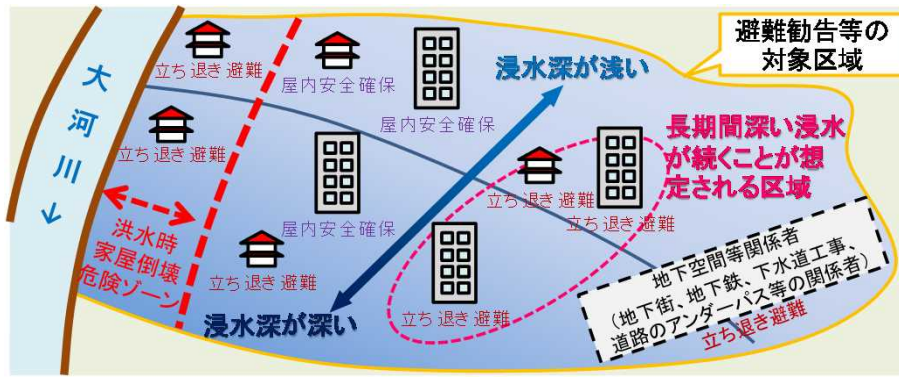 避難勧告等の
対象区域
大河川↓
立ち退き避難
屋内安全確保
屋内安全確保
浸水深が浅い
立ち退き避難
長期間深い浸水
が続くことが想
定される区域
屋内安全確保
立ち退き避難
立ち退き避難
洪水時
家屋倒壊
危険ゾーン
立ち退き避難
浸水深が深い
立ち退き避難
地下空間等関係者
(地下街、地下鉄、下水道工事、
道路のアンダーパス等の関係者)
立ち退き避難